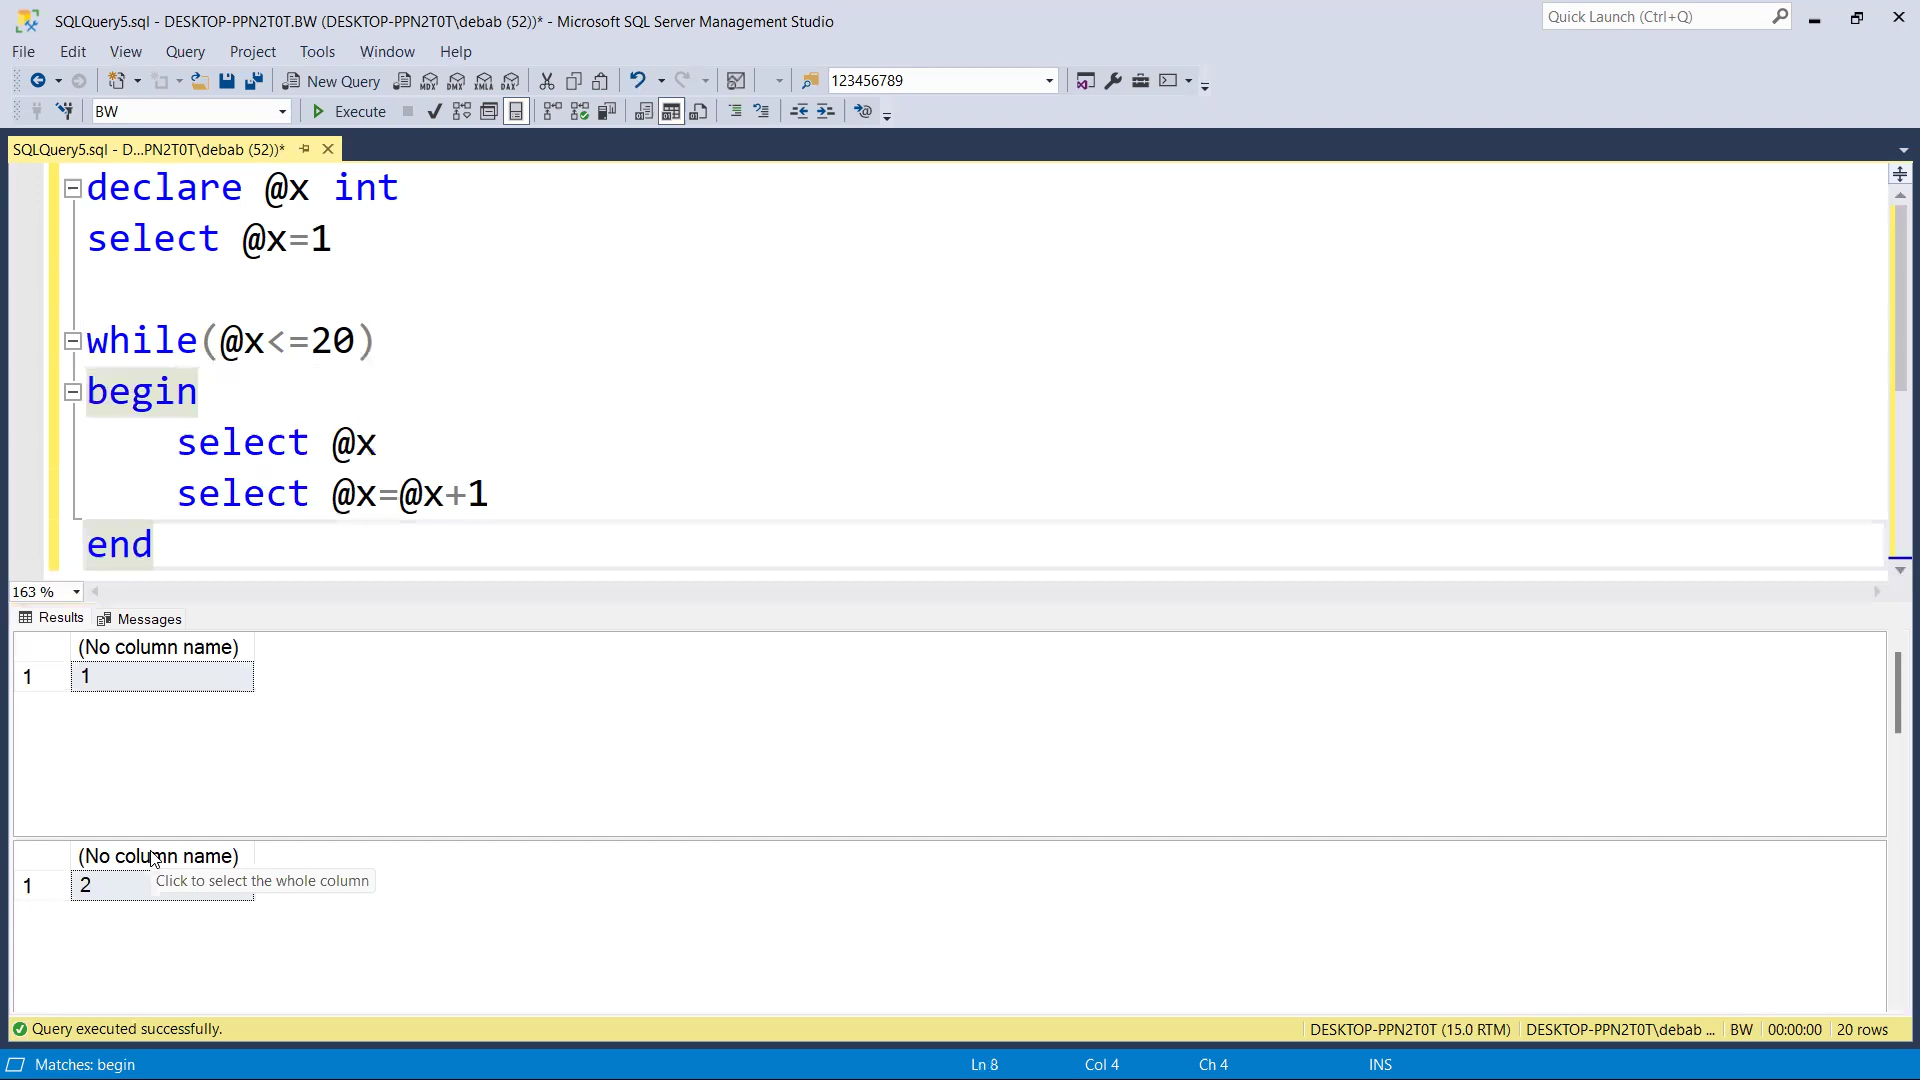 SQLQuery5.sql - DESKTOP-PPN2T0T.BW (DESKTOP-PPN2T0T\debab (52))* - Microsoft SQL Server Management Studio
Quick Launch (Ctrl+Q)
File Edit View Query Project Tools Window Help
New Query MDX DMX XMLA DAX 123456789
BW Execute
SQLQuery5.sql - D...PN2T0T\debab (52))*
declare @x int
select @x=1
while(@x<=20)
begin
select @x
select @x=@x+1
end
163 %
Results Messages
(No column name)
1 1
(No column name)
1 2
Click to select the whole column
Query executed successfully.
DESKTOP-PPN2T0T (15.0 RTM) DESKTOP-PPN2T0T\debab ... BW 00:00:00 20 rows
Matches: begin Ln 8 Col 4 Ch 4 INS